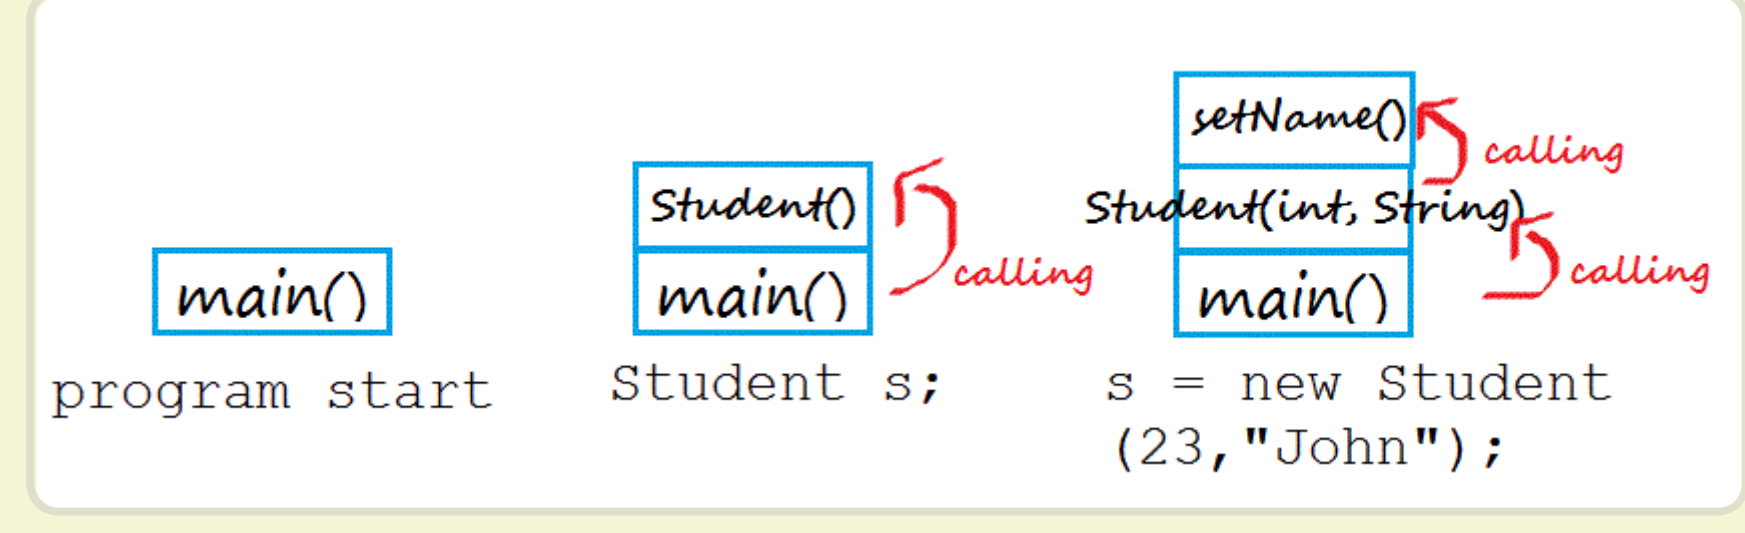 main()
program start
Student()
main()
calling
Student s;
setName()
calling
Student(int, String)
calling
main()
s = new Student
(23,"John");